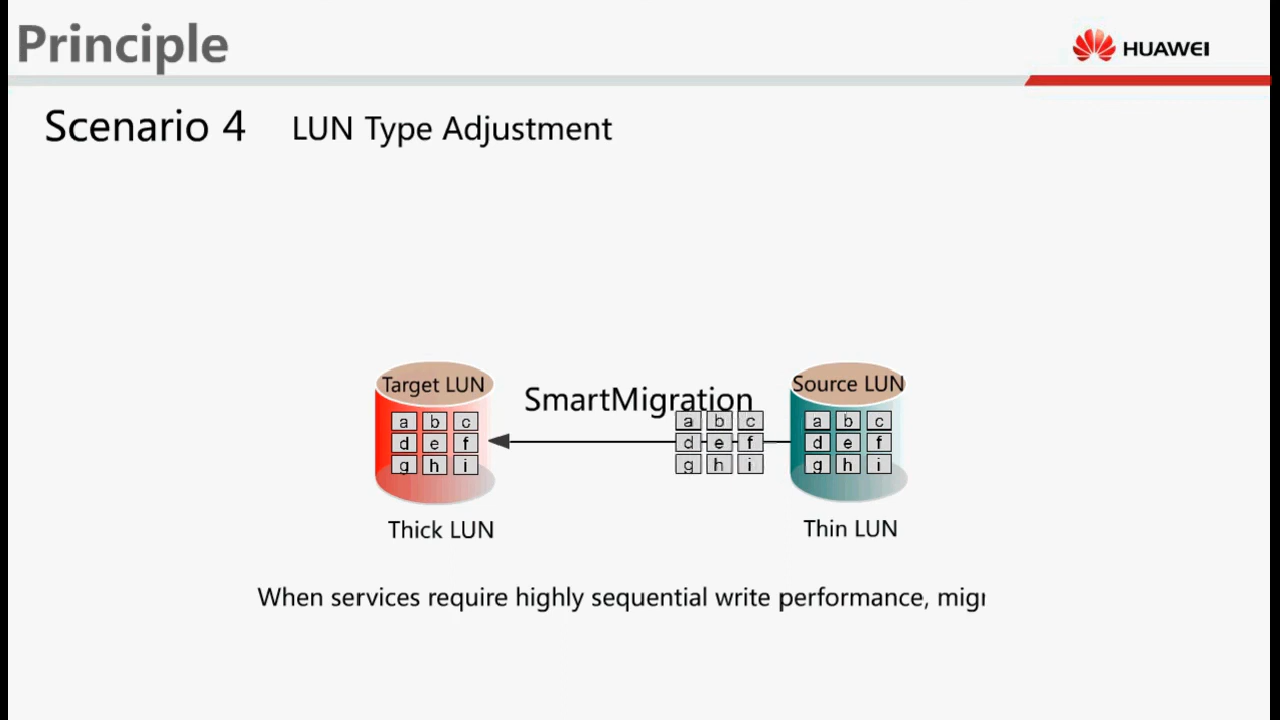 Principle
HUAWEI
Scenario 4 LUN Type Adjustment
Target LUN
a b c
d e f
g h i
Thick LUN
SmartMigration
a b c
d e f
g h i
Source LUN
a b c
d e f
g h i
Thin LUN
When services require highly sequential write performance,